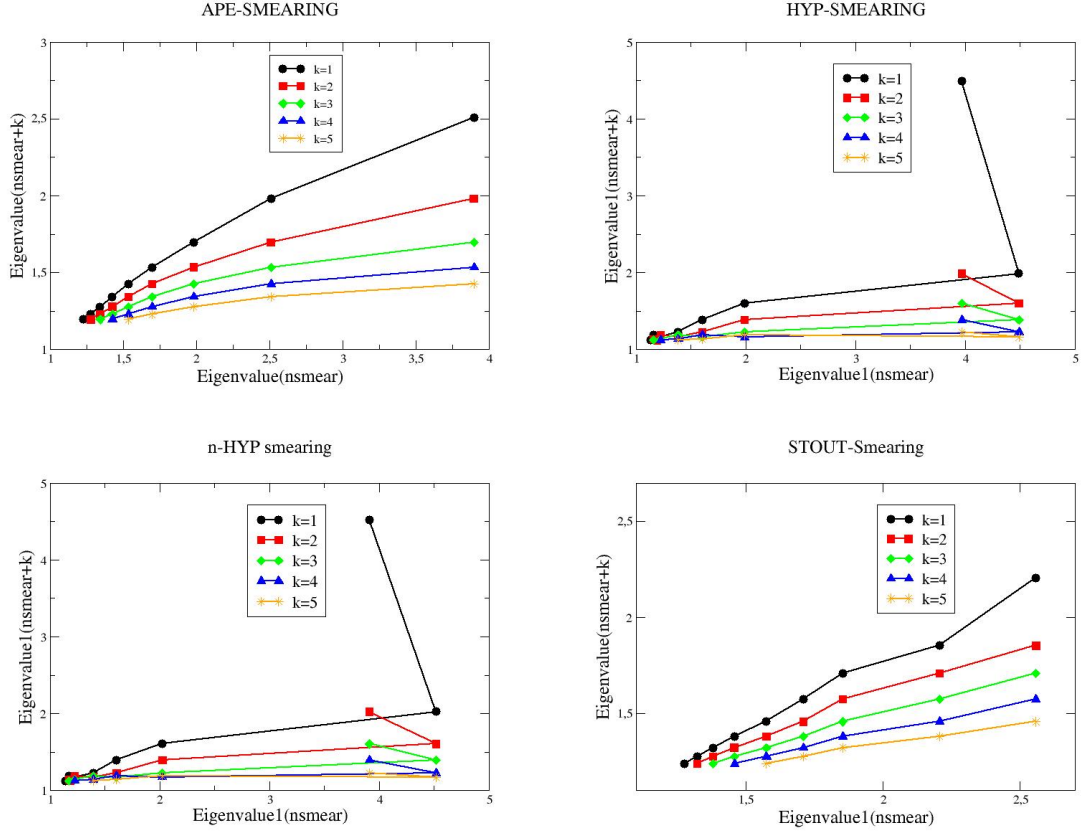 APE-SMEARING
3
2,5
2
1,5
1
1
1,5
2
2,5
3
3,5
4
Eigenvalue(nsmear+k)
Eigenvalue(nsmear)
k=1
k=2
k=3
k=4
k=5
HYP-SMEARING
5
4
3
2
1
1
2
3
4
5
Eigenvalue1(nsmear+k)
Eigenvalue1(nsmear)
k=1
k=2
k=3
k=4
k=5
n-HYP smearing
5
4
3
2
1
1
2
3
4
5
Eigenvalue1(nsmear+k)
Eigenvalue1(nsmear)
k=1
k=2
k=3
k=4
k=5
STOUT-Smearing
2,5
2
1,5
1,5
2
2,5
Eigenvalue(nsmear+k)
Eigenvalue1(nsmear)
k=1
k=2
k=3
k=4
k=5